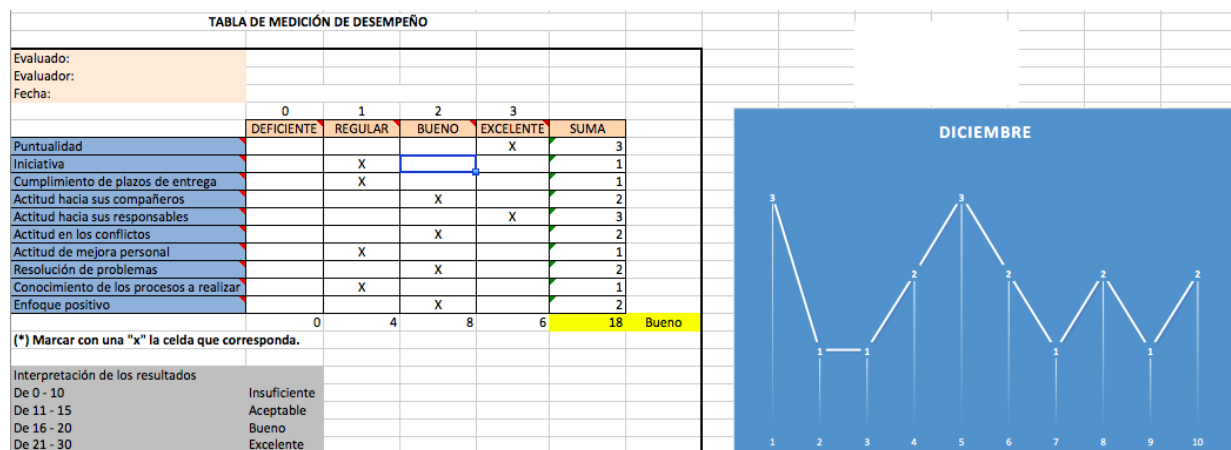 TABLA DE MEDICIÓN DE DESEMPEÑO
Evaluado:
Evaluador:
Fecha:
0 1 2 3
DEFICIENTE REGULAR BUENO EXCELENTE SUMA
Puntualidad X 3
Iniciativa X 1
Cumplimiento de plazos de entrega X 1
Actitud hacia sus compañeros X 2
Actitud hacia sus responsables X 3
Actitud en los conflictos X 2
Actitud de mejora personal X 1
Resolución de problemas X 2
Conocimiento de los procesos a realizar X 1
Enfoque positivo X 2
0 4 8 6 18 Bueno
(*) Marcar con una "x" la celda que corresponda.
Interpretación de los resultados
De 0 - 10 Insuficiente
De 11 - 15 Aceptable
De 16 - 20 Bueno
De 21 - 30 Excelente
DICIEMBRE
3 1 1 2 3 2 1 2 1 2
1 2 3 4 5 6 7 8 9 10